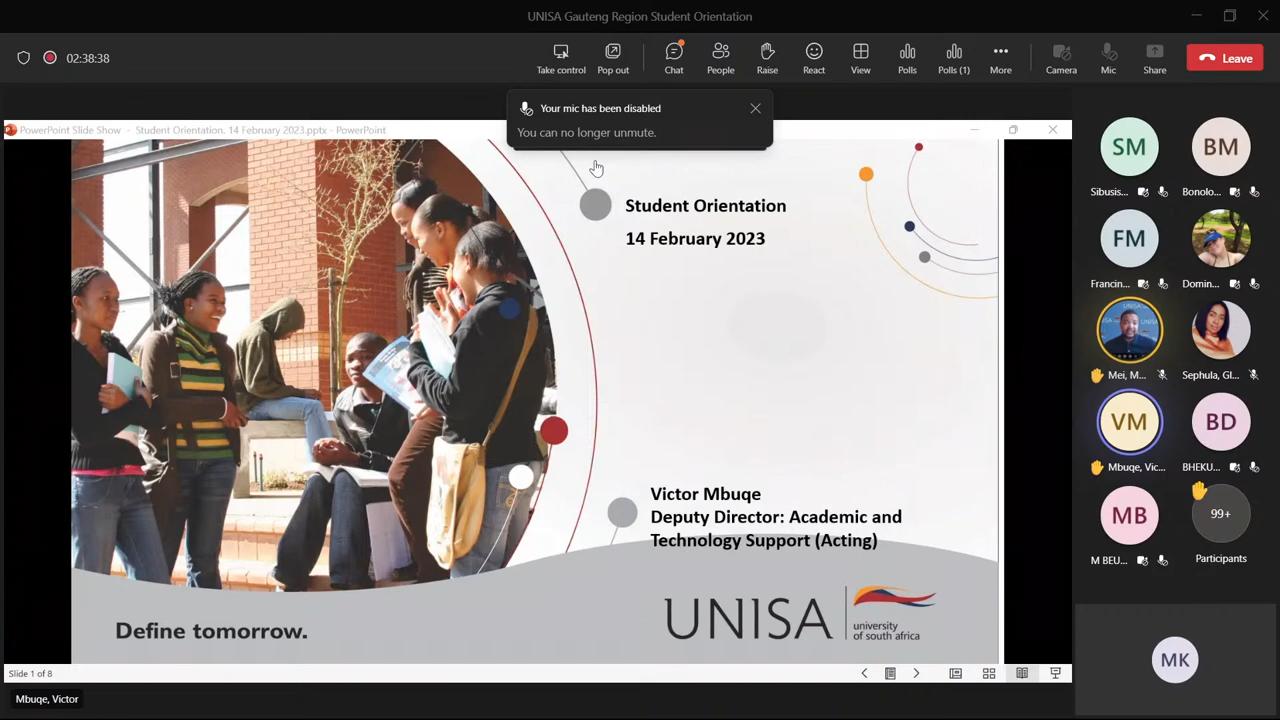 UNISA Gauteng Region Student Orientation
02:38:38
Take control
Pop out
Chat
People
Raise
React
View
Polls
Polls (1)
More
Camera
Mic
Share
Leave
Your mic has been disabled
You can no longer unmute.
PowerPoint Slide Show - Student Orientation. 14 February 2023.pptx - PowerPoint
Student Orientation
14 February 2023
Victor Mbuqe
Deputy Director: Academic and
Technology Support (Acting)
Define tomorrow.
UNISA
university
of south africa
Slide 1 of 8
Mbuqe, Victor
SM
BM
Sibusis...
Bonolo...
FM
Francin...
Domin...
Mei, M...
Sephula, Gl...
VM
BD
Mbuqe, Vic...
BHEKU...
MB
99+
M BEU...
Participants
MK